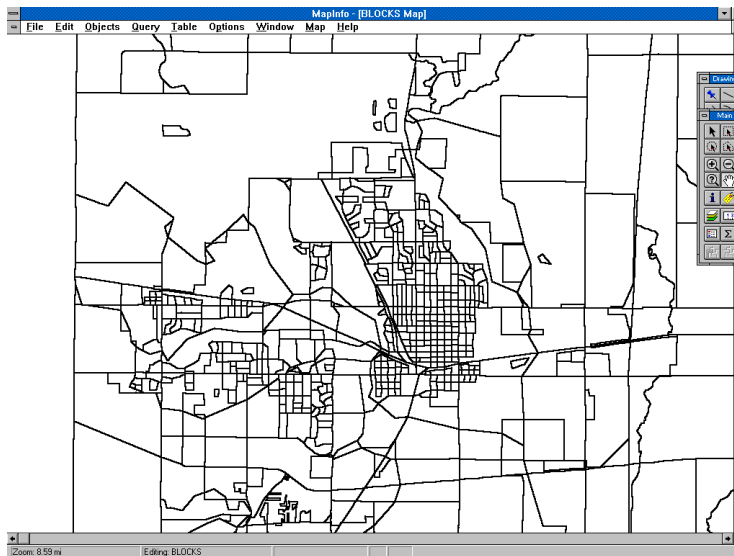 MapInfo - [BLOCKS Map]
File Edit Objects Query Table Options Window Map Help
Drawin
Main
Zoom: 8.59 mi
Editing: BLOCKS